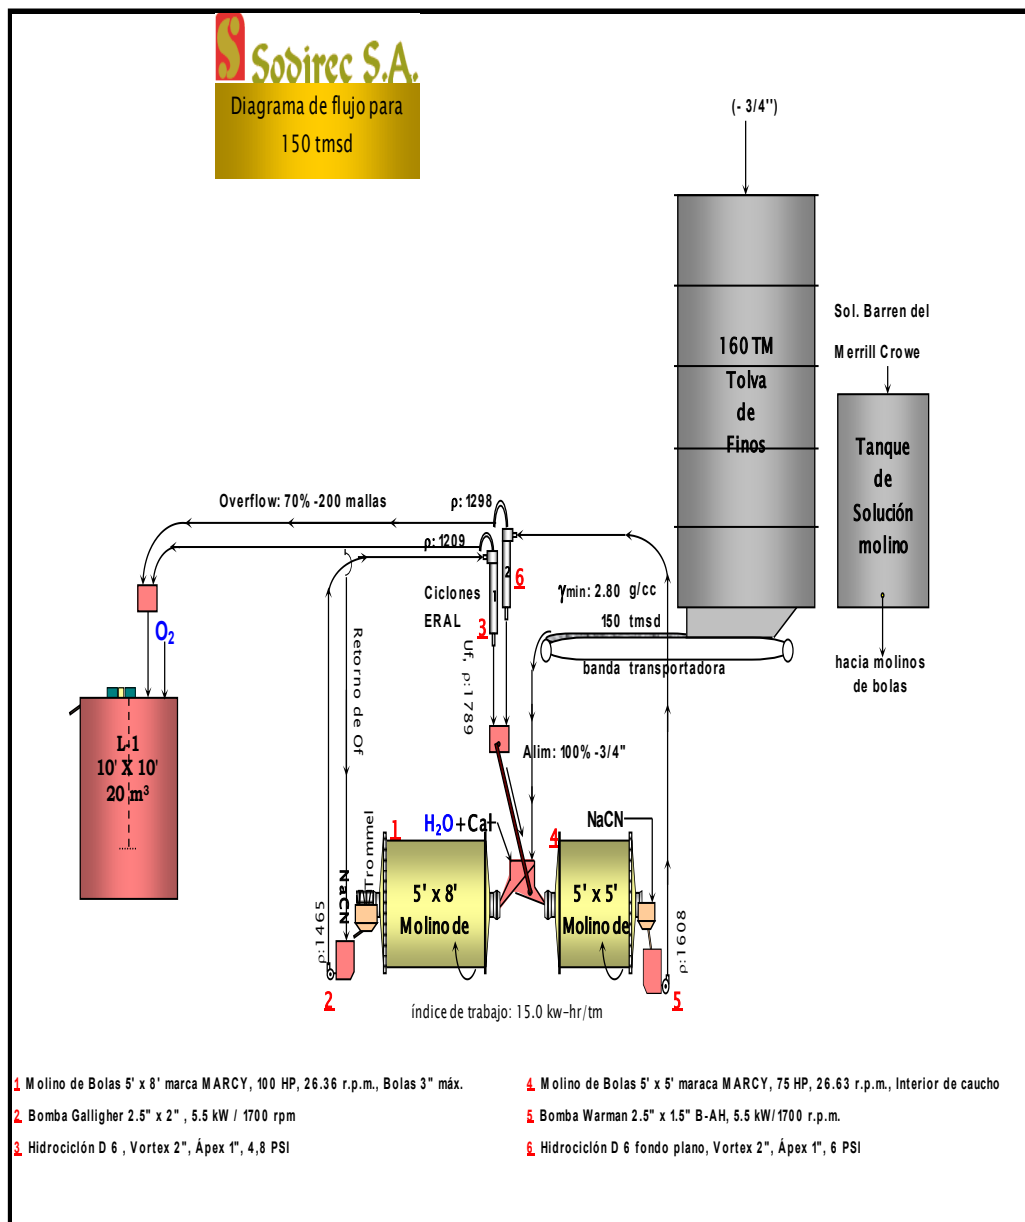 S
Sodirec S.A.
Diagrama de flujo para
150 tmsd
(- 3/4'')
160 TM
Tolva
de
Finos
Sol. Barren del
Merrill Crowe
Tanque
de
Solución
molino
hacia molinos
de bolas
Overflow: 70% -200 mallas
ρ: 1298
ρ: 1209
Ciclones
ERAL
1
2
3
6
γmin: 2.80 g/cc
150 tmsd
banda transportadora
O2
L-1
10' X 10'
20 m³
Retorno de Of
Uf, ρ:1789
Alim: 100% -3/4"
H2O+Cal
NaCN
Trommel
NaCN
1
4
5' x 8'
Molino de
5' x 5'
Molino de
ρ:1465
ρ:1608
2
5
índice de trabajo: 15.0 kw-hr/tm
1 Molino de Bolas 5' x 8' marca MARCY, 100 HP, 26.36 r.p.m., Bolas 3" máx.
2 Bomba Galligher 2.5" x 2" , 5.5 kW / 1700 rpm
3 Hidrociclón D 6 , Vortex 2", Ápex 1", 4,8 PSI
4 Molino de Bolas 5' x 5' maraca MARCY, 75 HP, 26.63 r.p.m., Interior de caucho
5 Bomba Warman 2.5" x 1.5" B-AH, 5.5 kW/1700 r.p.m.
6 Hidrociclón D 6 fondo plano, Vortex 2", Ápex 1", 6 PSI